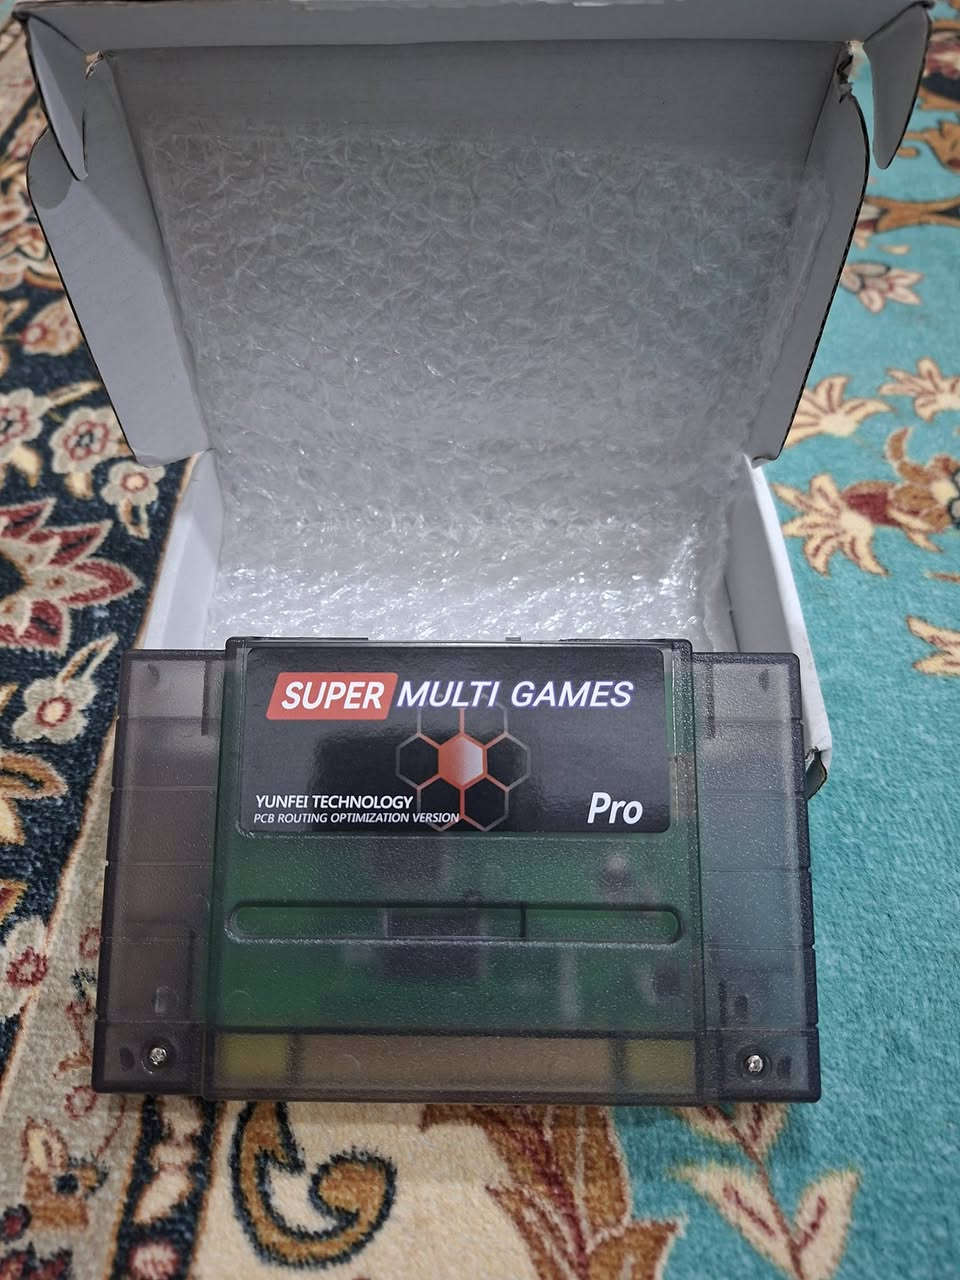 SUPER MULTI GAMES
YUNFEI TECHNOLOGY
PCB ROUTING OPTIMIZATION VERSION
Pro